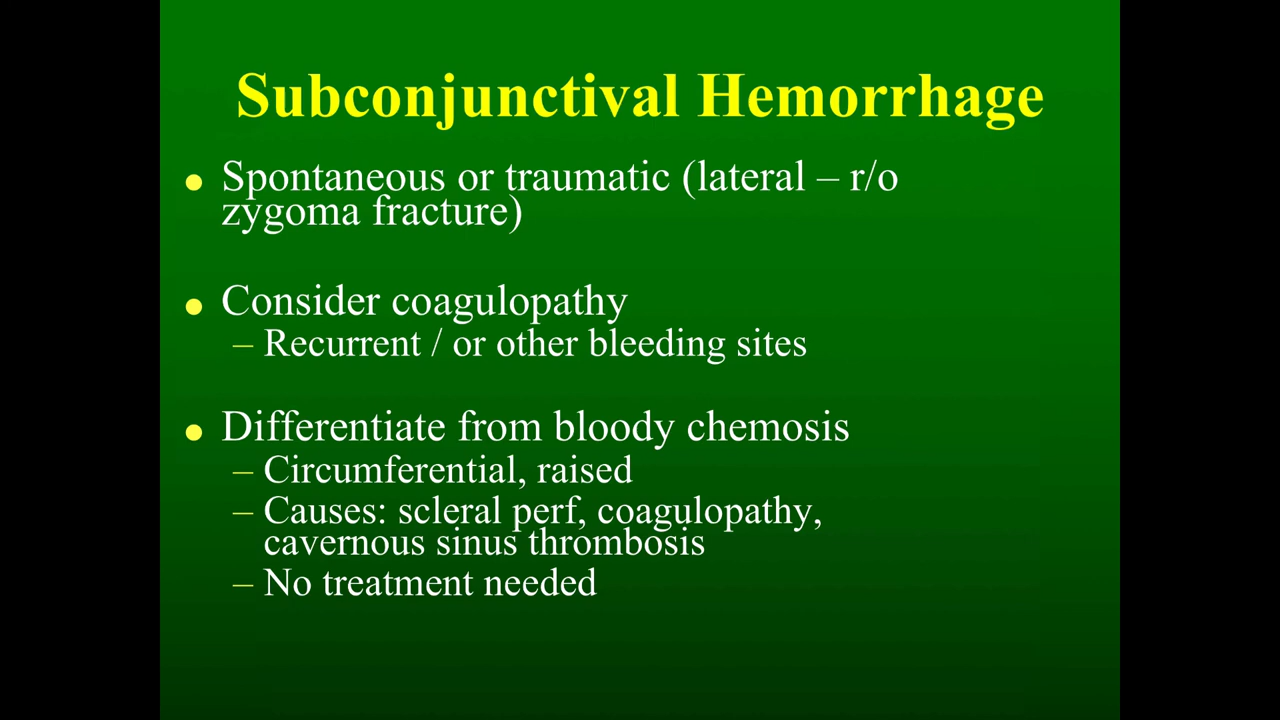 Subconjunctival Hemorrhage
● Spontaneous or traumatic (lateral – r/o
zygoma fracture)
● Consider coagulopathy
– Recurrent / or other bleeding sites
● Differentiate from bloody chemosis
– Circumferential, raised
– Causes: scleral perf, coagulopathy,
cavernous sinus thrombosis
– No treatment needed